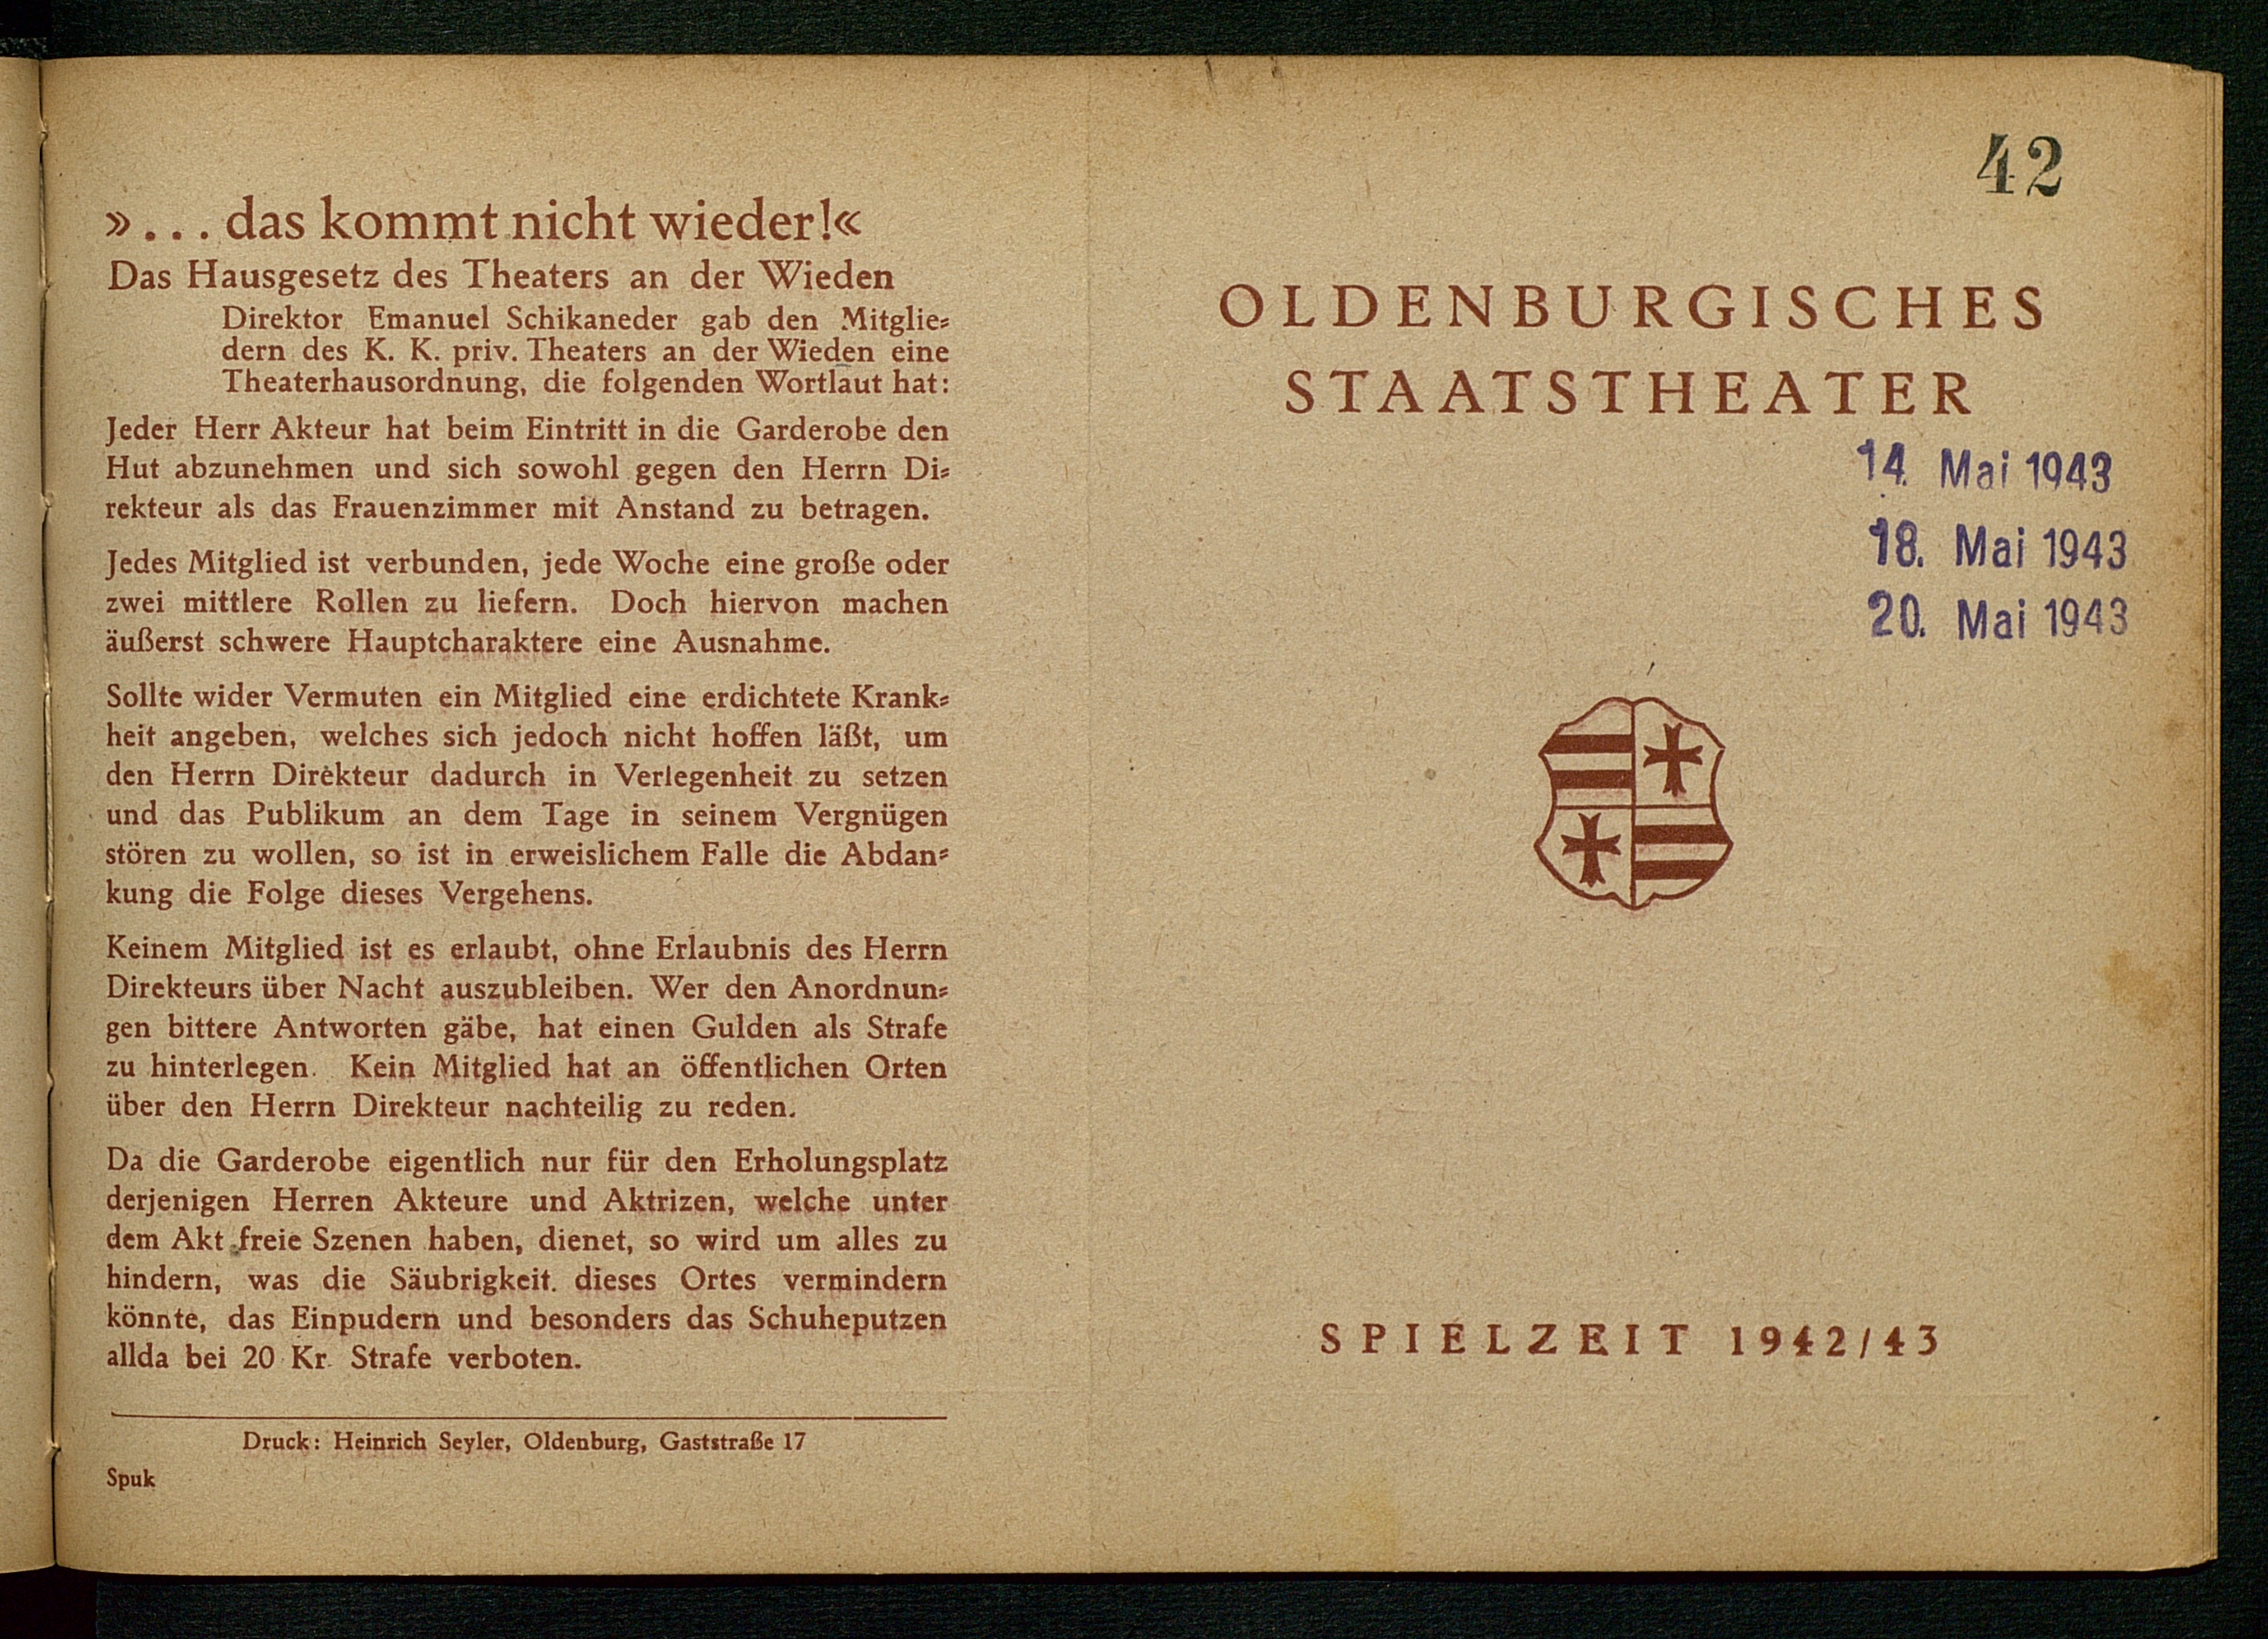 »... das kommt nicht wieder!«
Das Hausgesetz des Theaters an der Wieden
Direktor Emanuel Schikaneder gab den Mitglie⸗
dern des K. K. priv. Theaters an der Wieden eine
Theaterhausordnung, die folgenden Wortlaut hat:
Jeder Herr Akteur hat beim Eintritt in die Garderobe den
Hut abzunehmen und sich sowohl gegen den Herrn Di⸗
rekteur als das Frauenzimmer mit Anstand zu betragen.
Jedes Mitglied ist verbunden, jede Woche eine große oder
zwei mittlere Rollen zu liefern. Doch hiervon machen
äußerst schwere Hauptcharaktere eine Ausnahme.
Sollte wider Vermuten ein Mitglied eine erdichtete Krank⸗
heit angeben, welches sich jedoch nicht hoffen läßt, um
den Herrn Direkteur dadurch in Verlegenheit zu setzen
und das Publikum an dem Tage in seinem Vergnügen
stören zu wollen, so ist in erweislichem Falle die Abdan⸗
kung die Folge dieses Vergehens.
Keinem Mitglied ist es erlaubt, ohne Erlaubnis des Herrn
Direkteurs über Nacht auszubleiben. Wer den Anordnun⸗
gen bittere Antworten gäbe, hat einen Gulden als Strafe
zu hinterlegen. Kein Mitglied hat an öffentlichen Orten
über den Herrn Direkteur nachteilig zu reden.
Da die Garderobe eigentlich nur für den Erholungsplatz
derjenigen Herren Akteure und Aktrizen, welche unter
dem Akt freie Szenen haben, dienet, so wird um alles zu
hindern, was die Säubrigkeit. dieses Ortes vermindern
könnte, das Einpudern und besonders das Schuheputzen
allda bei 20 Kr. Strafe verboten.
Druck: Heinrich Seyler, Oldenburg, Gaststraße 17
Spuk
42
OLDENBURGISCHES
STAATSTHEATER
14. Mai 1943
18. Mai 1943
20. Mai 1943
SPIELZEIT 1942/43